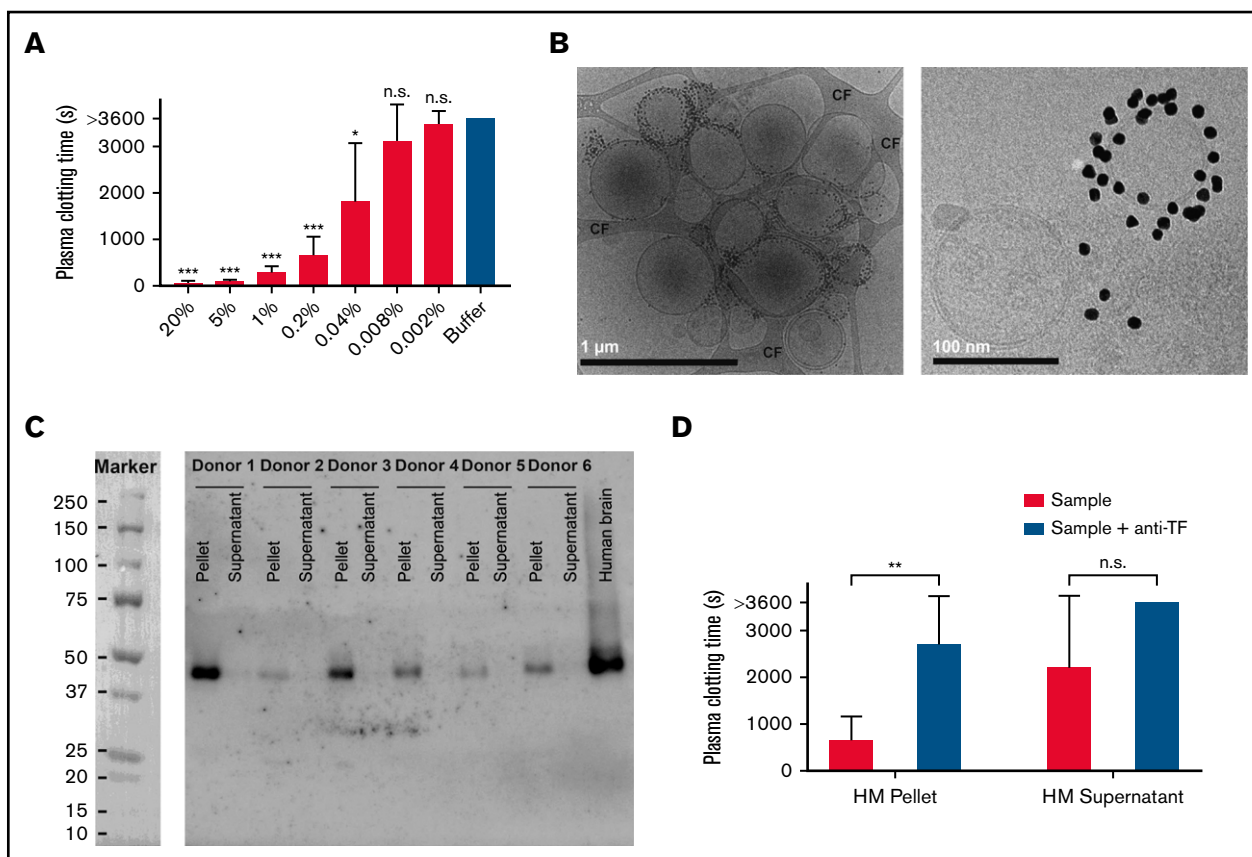 A
Plasma clotting time (s)
>3600
3000
2000
1000
0
***
***
***
***
*
n.s.
n.s.
20%
5%
1%
0.2%
0.04%
0.008%
0.002%
Buffer
B
CF
CF
CF
CF
1 µm
100 nm
C
Marker
250
150
100
75
50
37
25
20
15
10
Donor 1 Donor 2 Donor 3 Donor 4 Donor 5 Donor 6
Pellet
Supernatant
Pellet
Supernatant
Pellet
Supernatant
Pellet
Supernatant
Pellet
Supernatant
Pellet
Supernatant
Human brain
D
Sample
Sample + anti-TF
Plasma clotting time (s)
>3600
3000
2000
1000
0
**
n.s.
HM Pellet
HM Supernatant